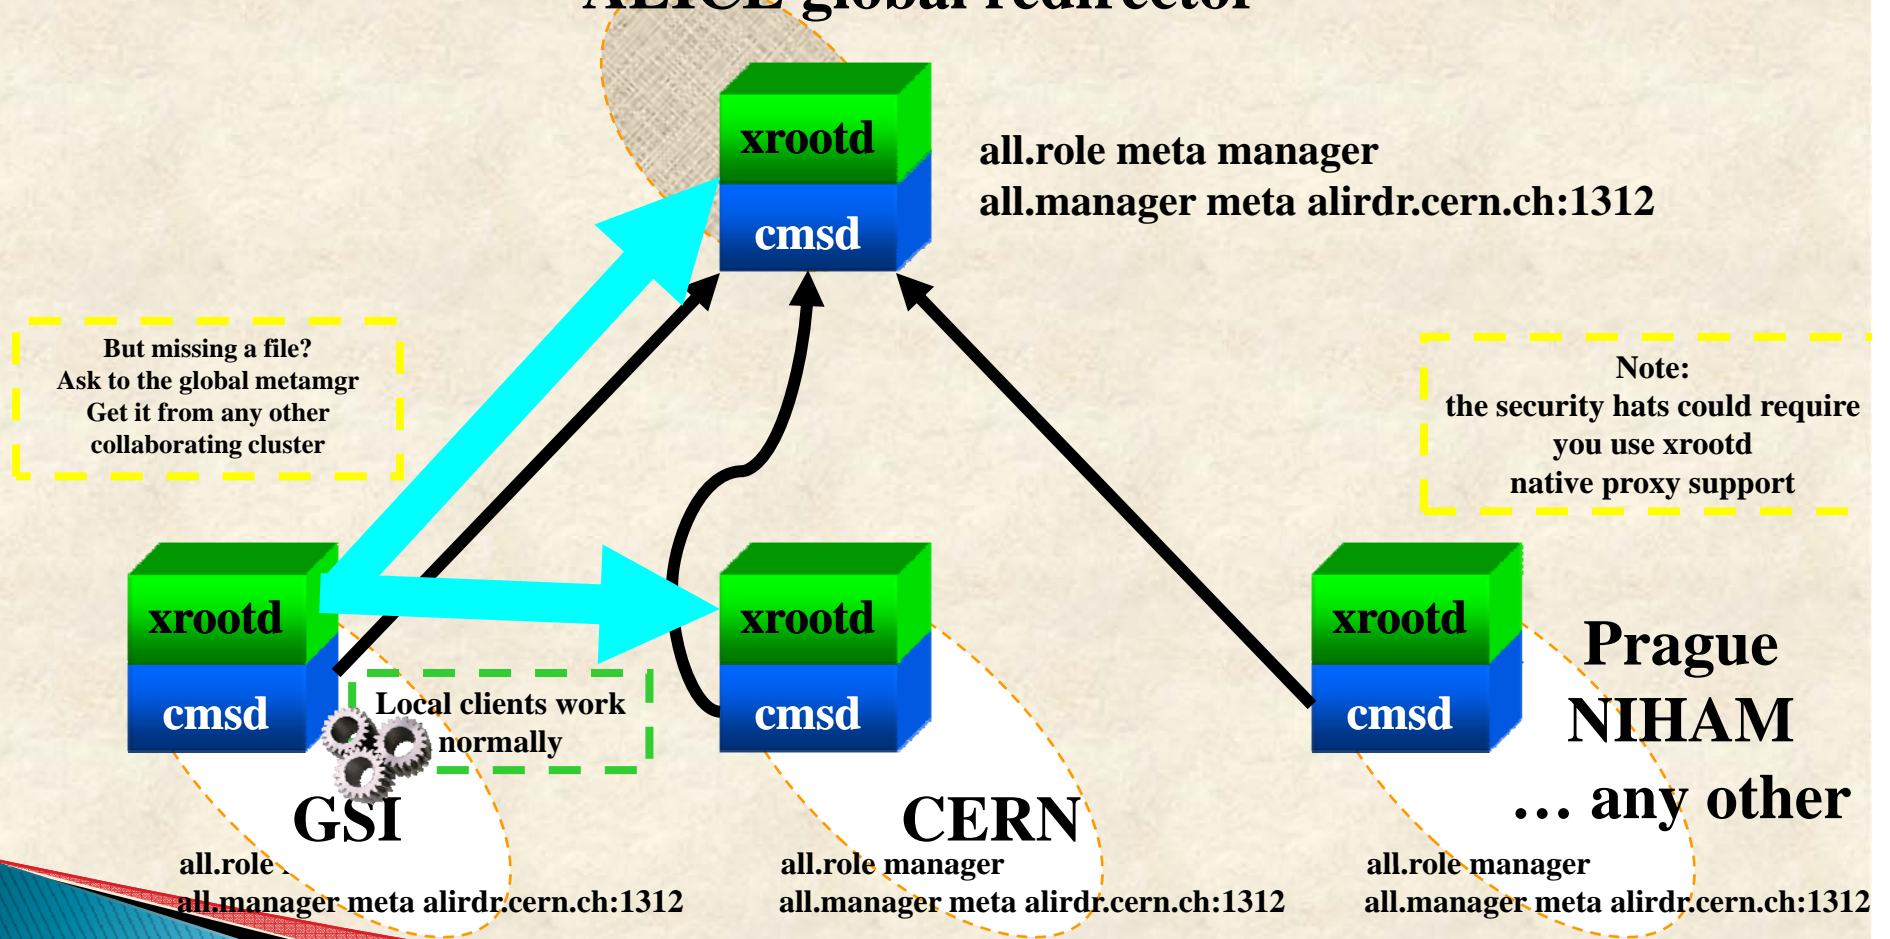 ALICE global redirector
xrootd
cmsd
all.role meta manager
all.manager meta alirdr.cern.ch:1312
But missing a file?
Ask to the global metamgr
Get it from any other
collaborating cluster
Note:
the security hats could require
you use xrootd
native proxy support
xrootd
cmsd
Local clients work
normally
GSI
all.role
all.manager meta alirdr.cern.ch:1312
xrootd
cmsd
CERN
all.role manager
all.manager meta alirdr.cern.ch:1312
xrootd
cmsd
Prague
NIHAM
... any other
all.role manager
all.manager meta alirdr.cern.ch:1312